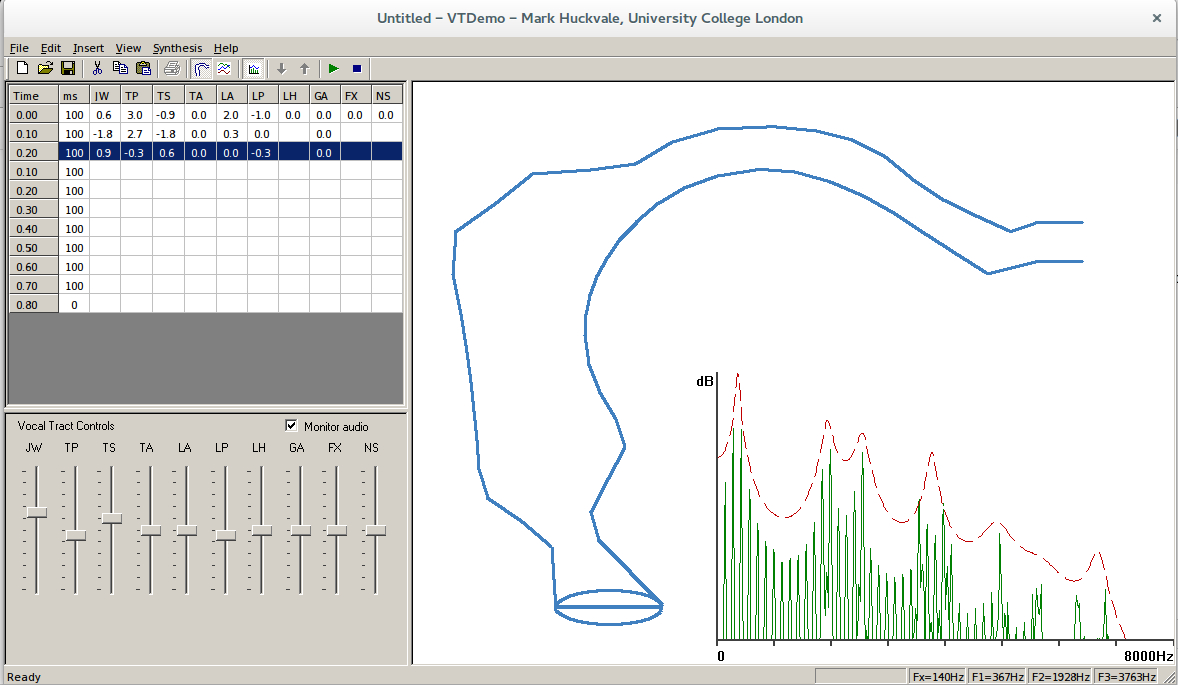 Untitled – VTDemo – Mark Huckvale, University College London ×
File Edit Insert View Synthesis Help
Time ms JW TP TS TA LA LP LH GA FX NS
0.00 100 0.6 3.0 -0.9 0.0 2.0 -1.0 0.0 0.0 0.0 0.0
0.10 100 -1.8 2.7 -1.8 0.0 0.3 0.0 0.0
0.20 100 0.9 -0.3 0.6 0.0 0.0 -0.3 0.0
0.10 100
0.20 100
0.30 100
0.40 100
0.50 100
0.60 100
0.70 100
0.80 0
Vocal Tract Controls Monitor audio
JW TP TS TA LA LP LH GA FX NS
dB
0 8000Hz
Ready Fx=140Hz F1=367Hz F2=1928Hz F3=3763Hz